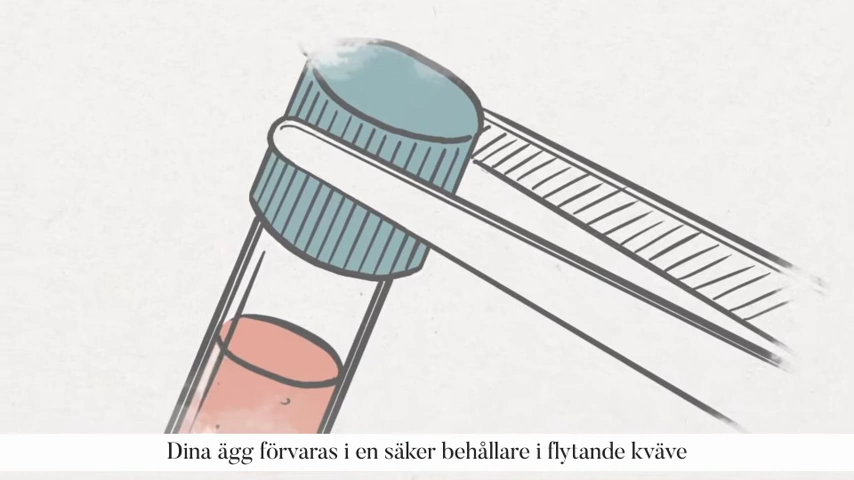 Dina ägg förvaras i en säker behållare i flytande kväve